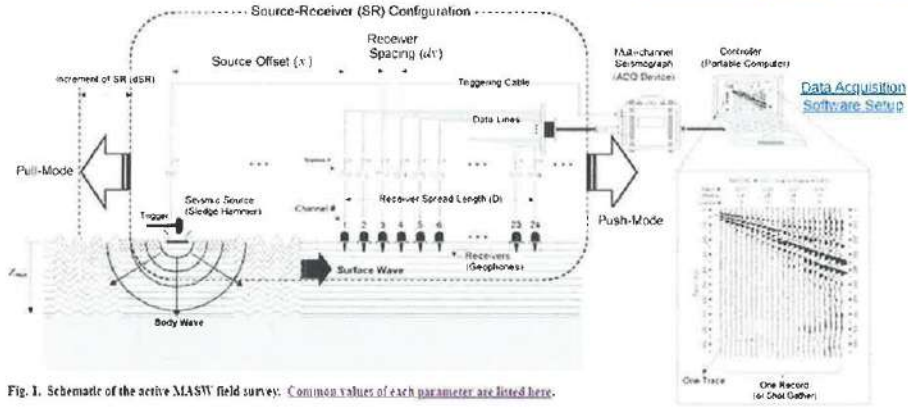 Source-Receiver (SR) Configuration
Receiver
Spacing (dx)
Source Offset (x)
Increment of SR (dSR)
Triggering Cable
Data Lines
Multi-channel
Seismograph
(ACQ Device)
Controller
(Portable Computer)
Data Acquisition
Software Setup
Pull-Mode
Push-Mode
Seismic Source
(Sledge Hammer)
Trigger
Channel #
Receiver Spread Length (D)
2 3 4 5 6 ... 23 24
Receivers
(Geophones)
Surface Wave
Body Wave
One Trace
One Record
(or Shot Gather)
Fig. 1. Schematic of the active MASW field survey. Common values of each parameter are listed here.